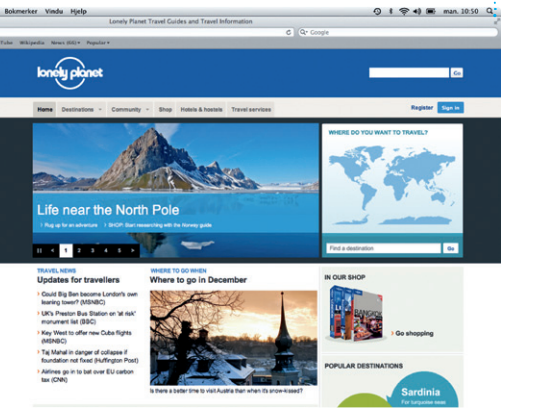 Bokmerker Vindu Hjelp man. 10:50
Lonely Planet Travel Guides and Travel Information
Google
Wikipedia News (66) Popular
lonely planet
Go
Home Destinations Community Shop Hotels & hostels Travel services
Register Sign in
Life near the North Pole
Rug up for an adventure SHOP: Start researching with the Norway guide
1 2 3 4 5
WHERE DO YOU WANT TO TRAVEL?
Find a destination Go
TRAVEL NEWS
Updates for travellers
Could Big Ben become London's own
leaning tower? (MSNBC)
UK's Preston Bus Station on 'at risk'
monument list (BBC)
Key West to offer new Cuba flights
(MSNBC)
Taj Mahal in danger of collapse if
foundation not fixed (Huffington Post)
Airlines go in to bat over EU carbon
tax (CNN)
WHERE TO GO WHEN
Where to go in December
Is there a better time to visit Austria than when it's snow-kissed?
IN OUR SHOP
BANGKOK
Go shopping
POPULAR DESTINATIONS
Sardinia
For turquoise seas